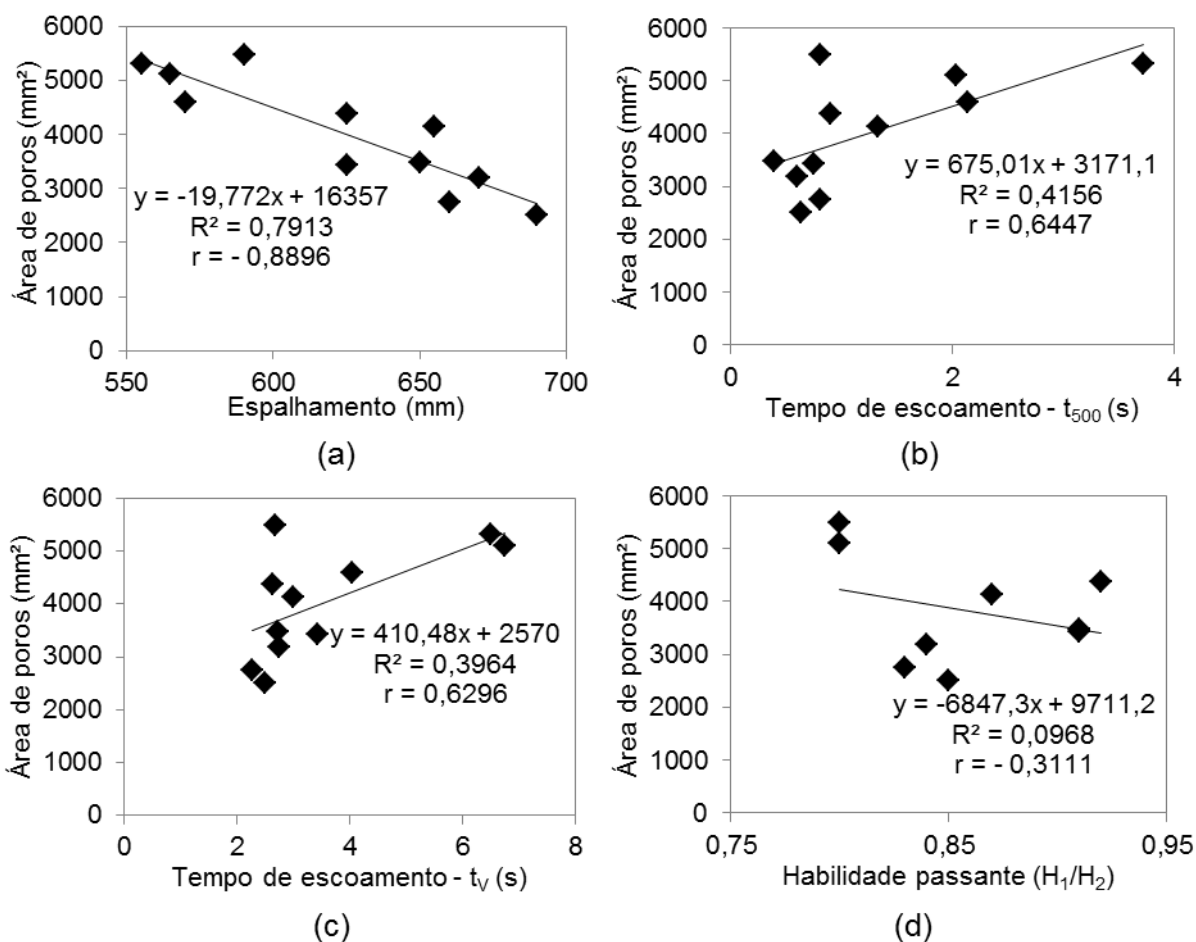 6000
5000
4000
3000
2000
1000
0
Área de poros (mm²)
y = -19,772x + 16357
R² = 0,7913
r = - 0,8896
550 600 650 700
Espalhamento (mm)
(a)
6000
5000
4000
3000
2000
1000
0
Área de poros (mm²)
y = 675,01x + 3171,1
R² = 0,4156
r = 0,6447
0 2 4
Tempo de escoamento - t₅₀₀ (s)
(b)
6000
5000
4000
3000
2000
1000
0
Área de poros (mm²)
y = 410,48x + 2570
R² = 0,3964
r = 0,6296
0 2 4 6 8
Tempo de escoamento - tV (s)
(c)
6000
5000
4000
3000
2000
1000
0
Área de poros (mm²)
y = -6847,3x + 9711,2
R² = 0,0968
r = - 0,3111
0,75 0,85 0,95
Habilidade passante (H₁/H₂)
(d)